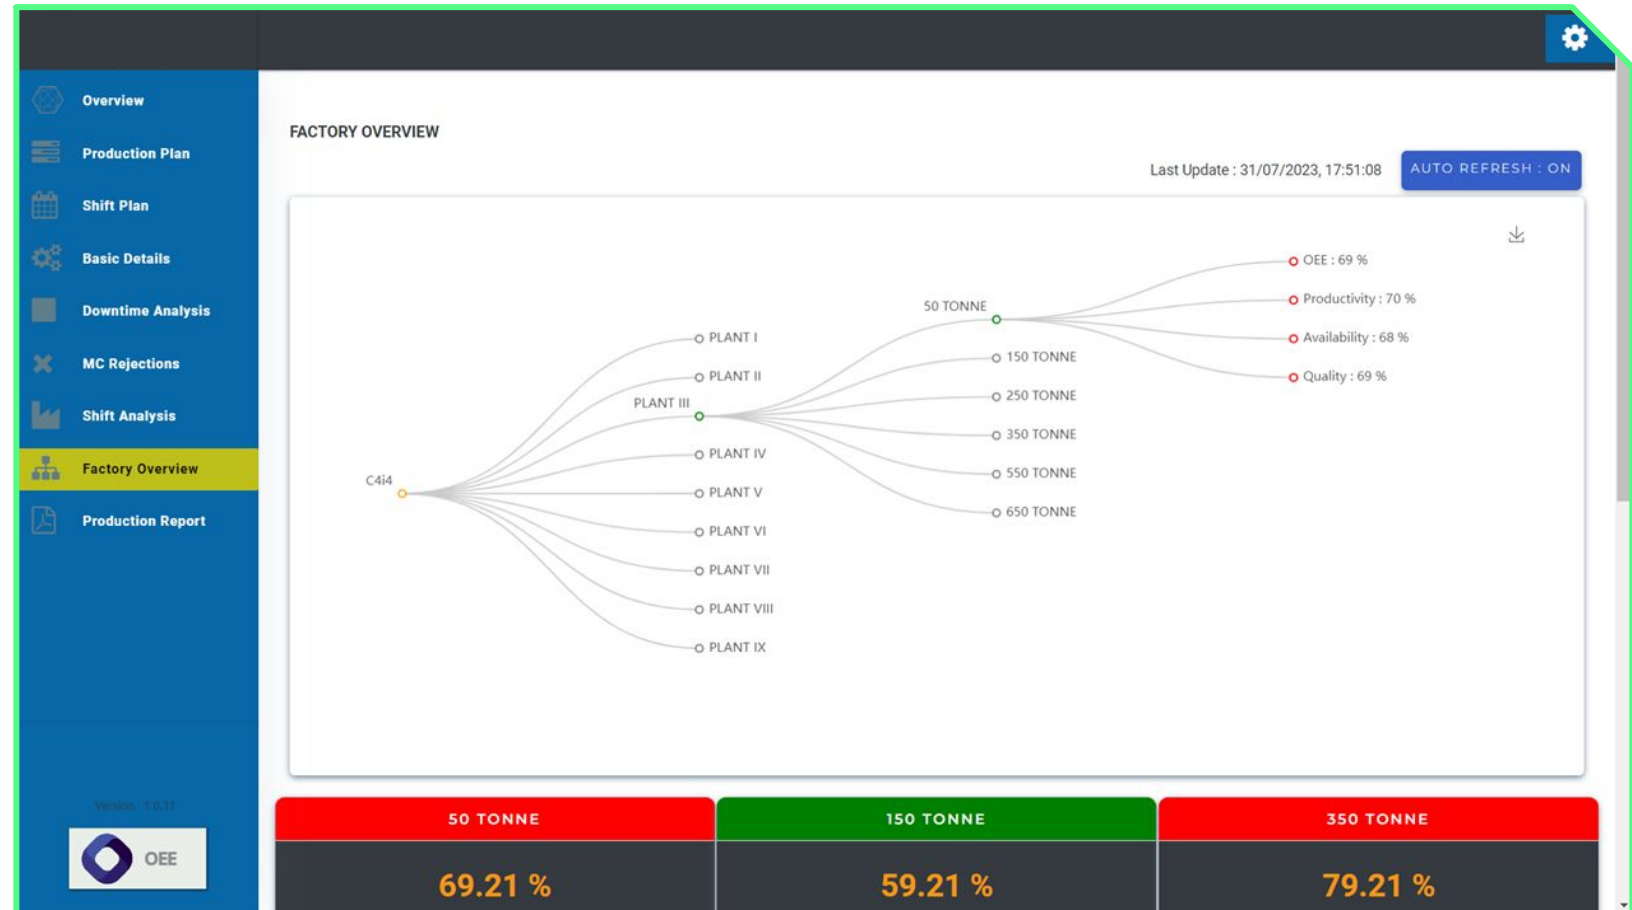 Overview
Production Plan
Shift Plan
Basic Details
Downtime Analysis
MC Rejections
Shift Analysis
Factory Overview
Production Report
Version : 1.0.11
OEE
FACTORY OVERVIEW
Last Update : 31/07/2023, 17:51:08
AUTO REFRESH : ON
C4i4
PLANT I
PLANT II
PLANT III
PLANT IV
PLANT V
PLANT VI
PLANT VII
PLANT VIII
PLANT IX
50 TONNE
150 TONNE
250 TONNE
350 TONNE
550 TONNE
650 TONNE
OEE : 69 %
Productivity : 70 %
Availability : 68 %
Quality : 69 %
50 TONNE
69.21 %
150 TONNE
59.21 %
350 TONNE
79.21 %